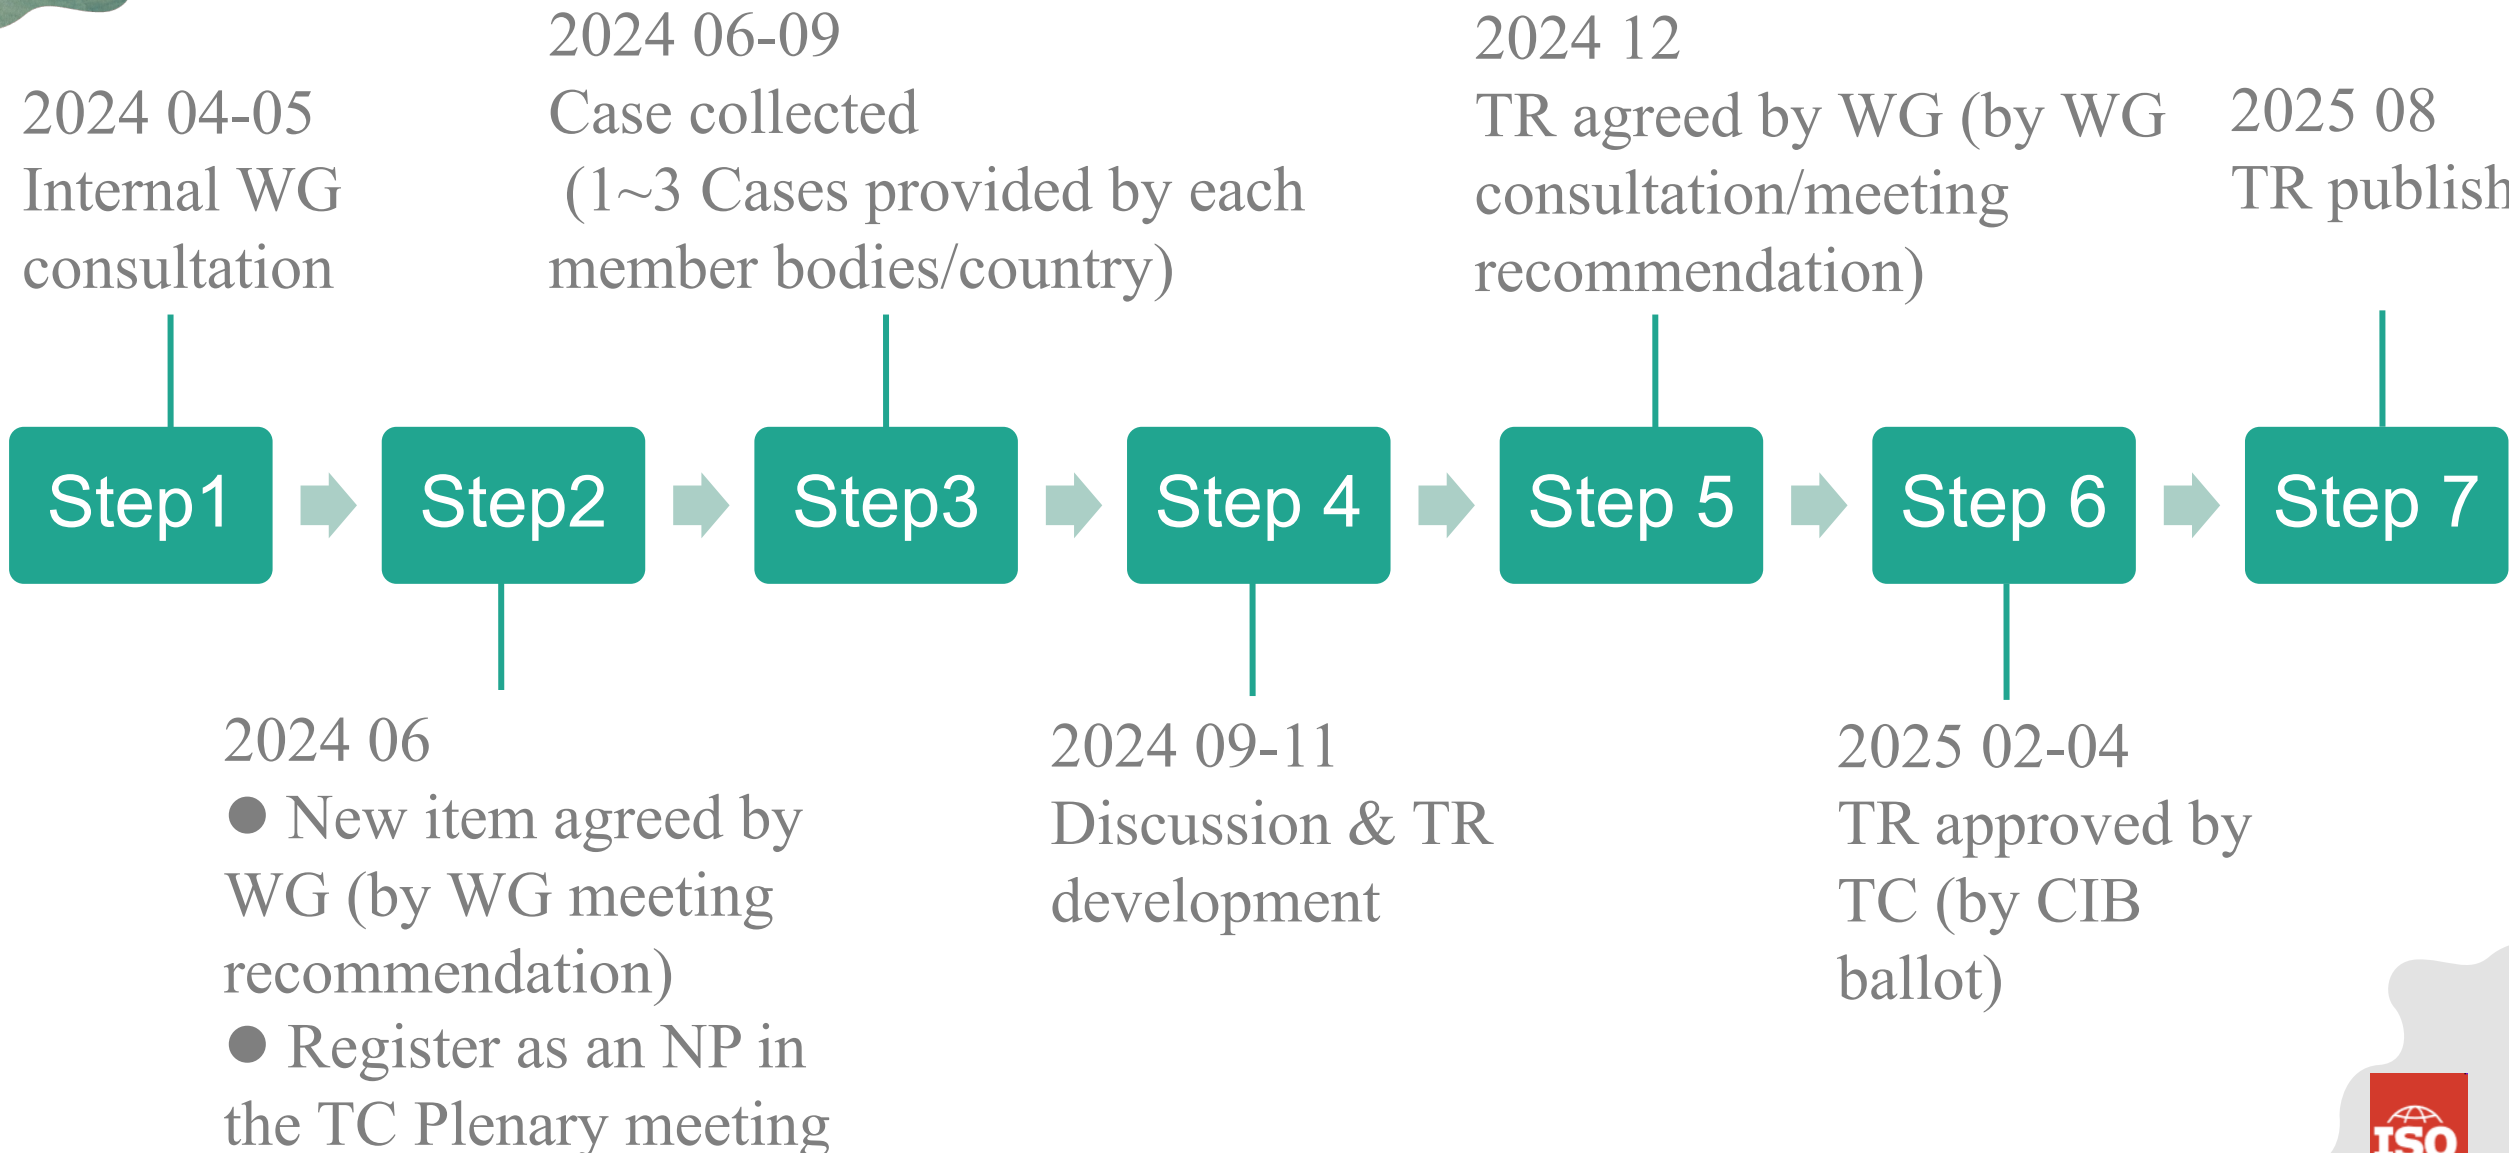 2024 04-05
Internal WG
consultation
2024 06-09
Case collected
(1~3 Cases provided by each
member bodies/country)
2024 12
TR agreed by WG (by WG
consultation/meeting
recommendation)
2025 08
TR publish
Step1
Step2
Step3
Step 4
Step 5
Step 6
Step 7
2024 06
● New item agreed by
WG (by WG meeting
recommendation)
● Register as an NP in
the TC Plenary meeting
2024 09-11
Discussion & TR
development
2025 02-04
TR approved by
TC (by CIB
ballot)
ISO